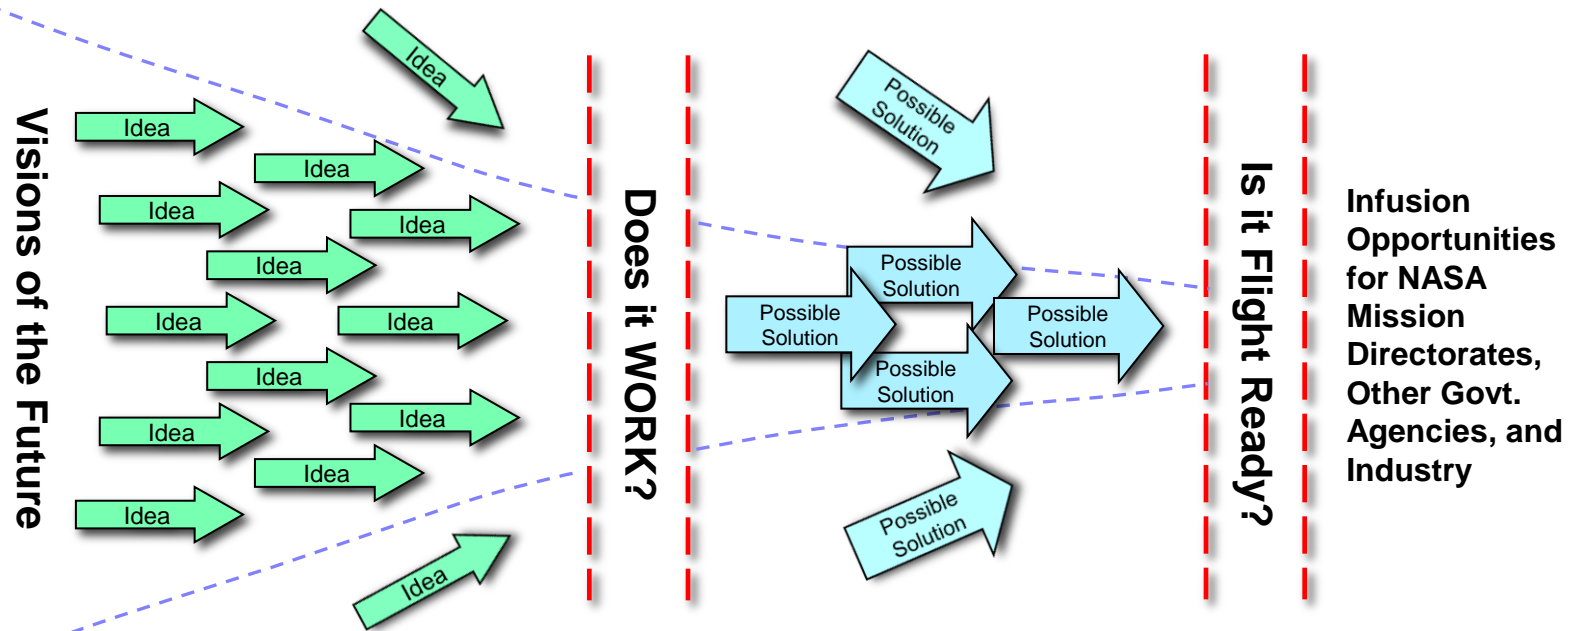 Visions of the Future
Idea
Idea
Idea
Idea
Idea
Idea
Idea
Idea
Idea
Idea
Idea
Idea
Idea
Idea
Does it WORK?
Possible
Solution
Possible
Solution
Possible
Solution
Possible
Solution
Possible
Solution
Possible
Solution
Is it Flight Ready?
Infusion
Opportunities
for NASA
Mission
Directorates,
Other Govt.
Agencies, and
Industry